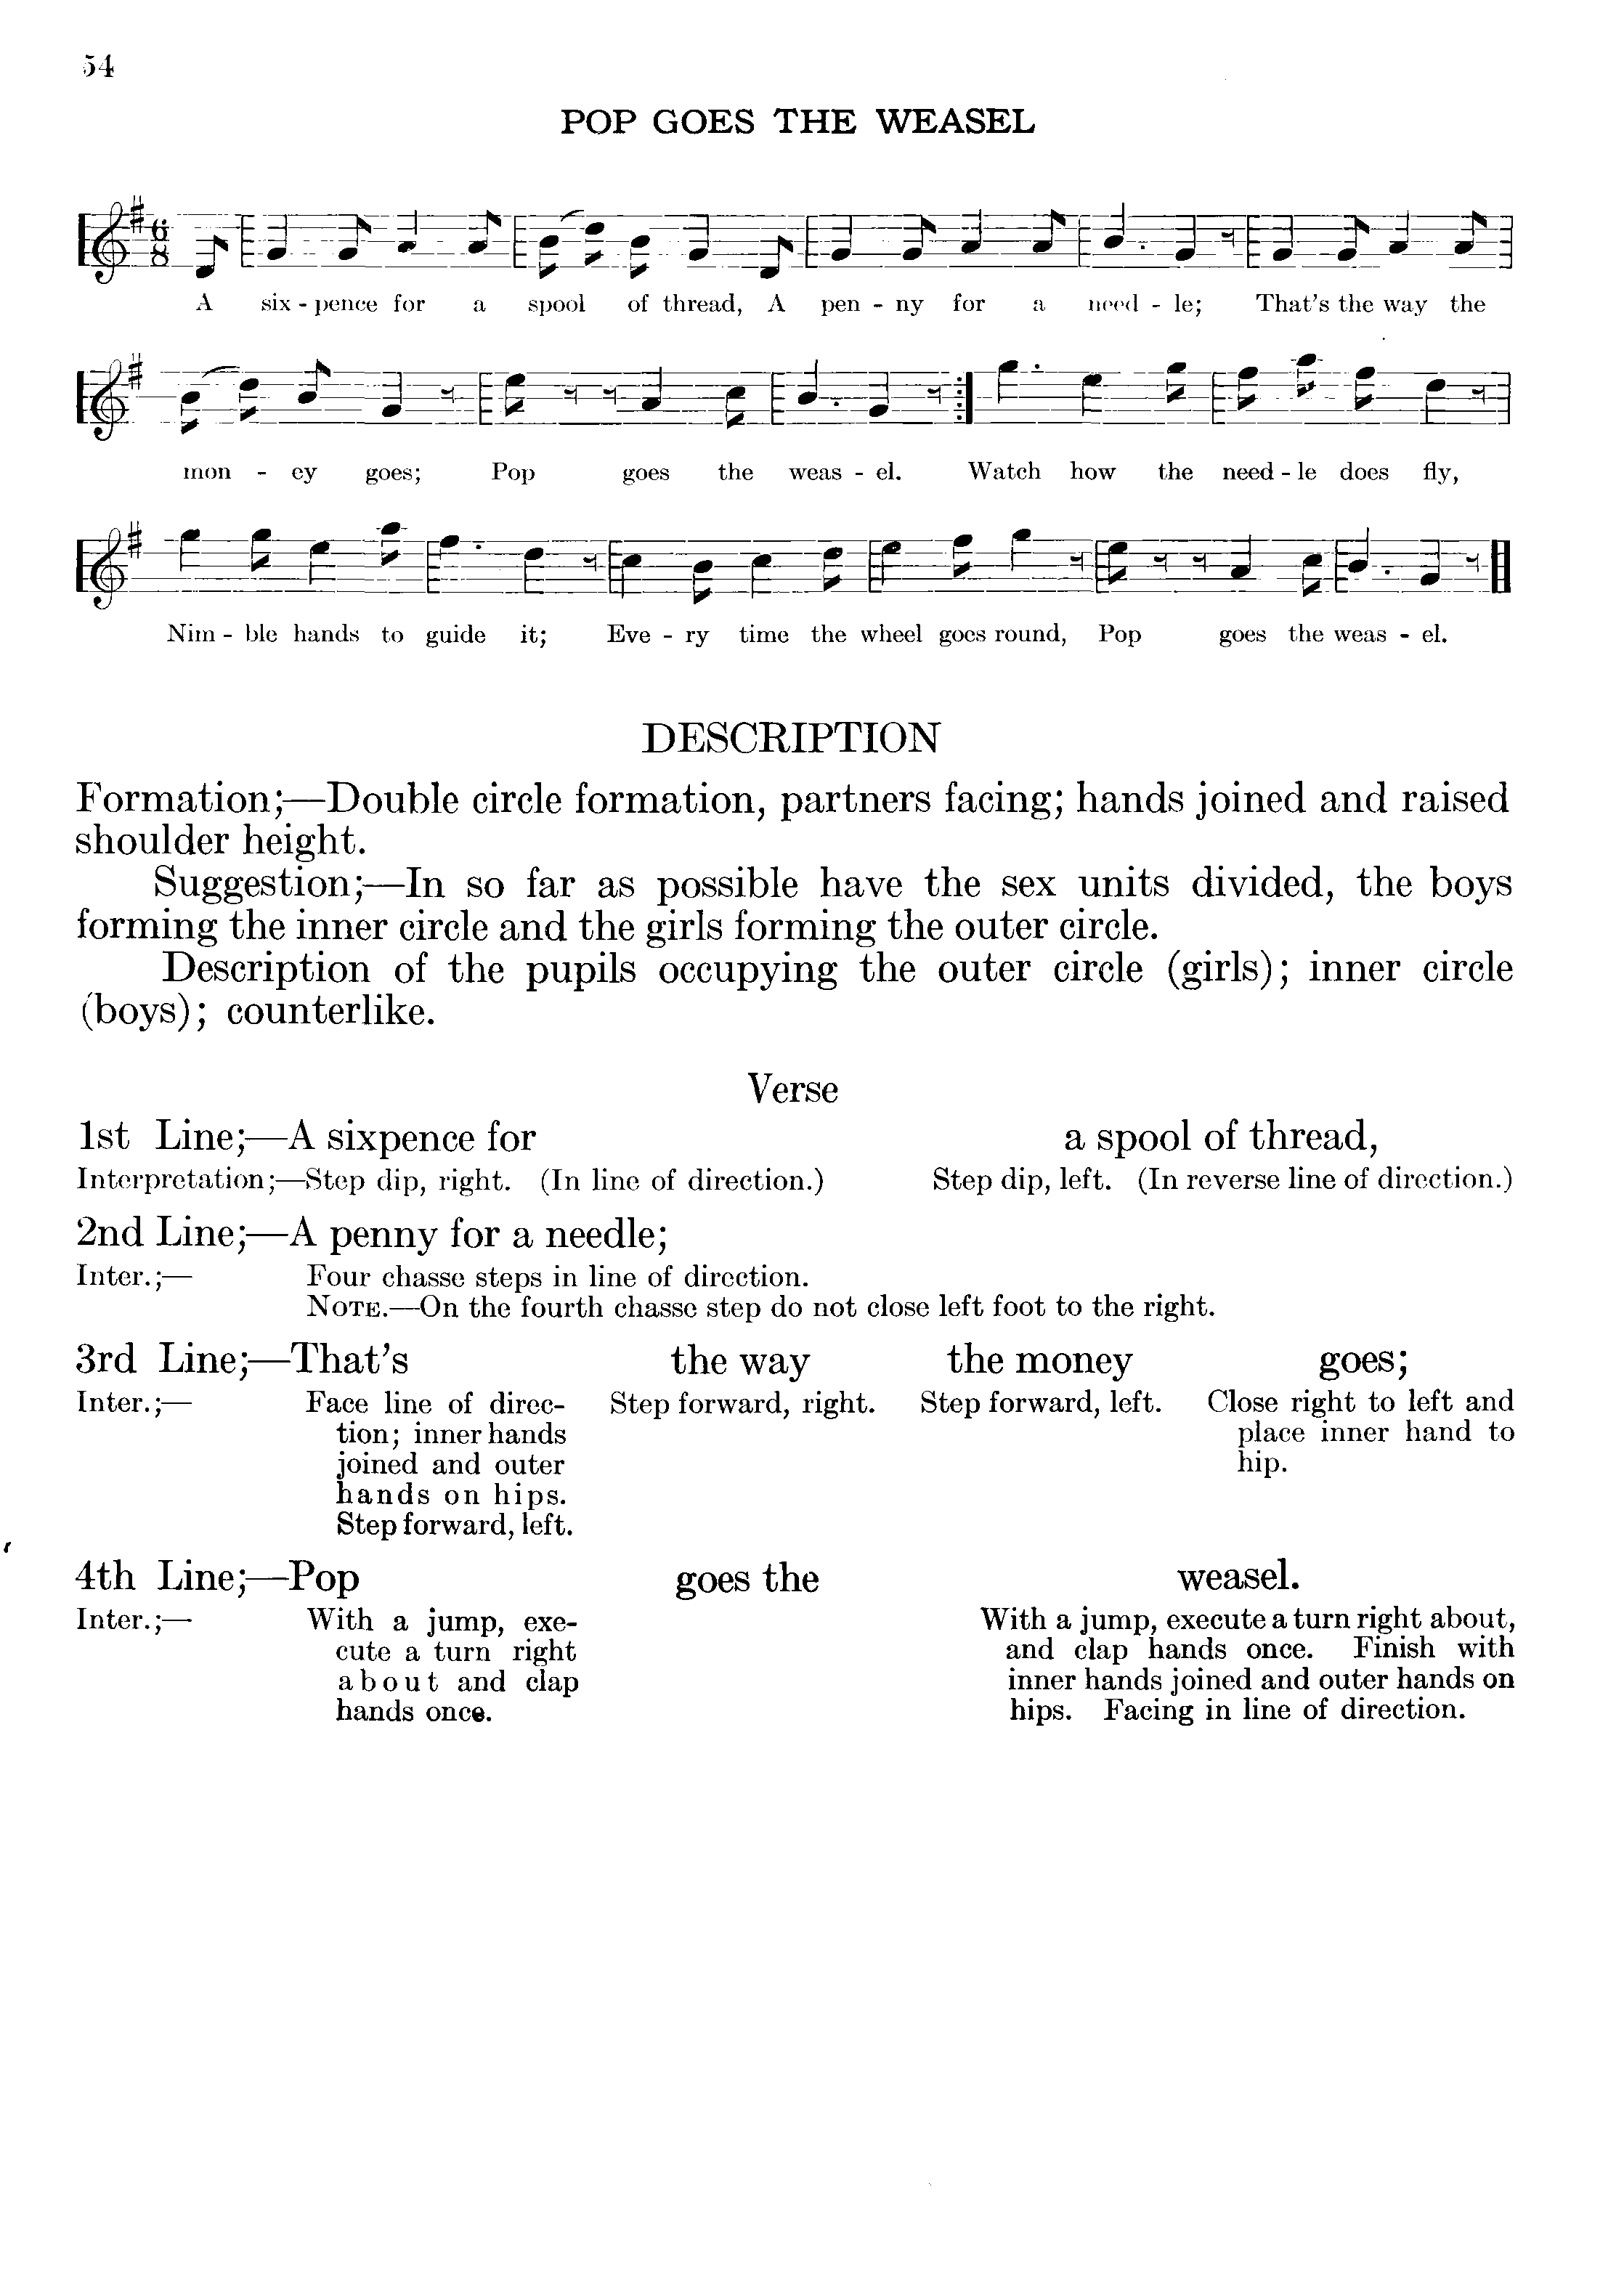 54
POP GOES THE WEASEL
6
8
A six - pence for a spool of thread, A pen - ny for a need - le; That's the way the
mon - ey goes; Pop goes the weas - el. Watch how the need - le does fly,
Nim - ble hands to guide it; Eve - ry time the wheel goes round, Pop goes the weas - el.
DESCRIPTION
Formation;—Double circle formation, partners facing; hands joined and raised
shoulder height.
Suggestion;—In so far as possible have the sex units divided, the boys
forming the inner circle and the girls forming the outer circle.
Description of the pupils occupying the outer circle (girls); inner circle
(boys); counterlike.
Verse
1st Line;—A sixpence for a spool of thread,
Interpretation;—Step dip, right. (In line of direction.) Step dip, left. (In reverse line of direction.)
2nd Line;—A penny for a needle;
Inter.;— Four chasse steps in line of direction.
NOTE.—On the fourth chasse step do not close left foot to the right.
3rd Line;—That's the way the money goes;
Inter.;— Face line of direc- Step forward, right. Step forward, left. Close right to left and
tion; inner hands place inner hand to
joined and outer hip.
hands on hips.
Step forward, left.
4th Line;—Pop goes the weasel.
Inter.;— With a jump, exe- With a jump, execute a turn right about,
cute a turn right and clap hands once. Finish with
about and clap inner hands joined and outer hands on
hands once. hips. Facing in line of direction.